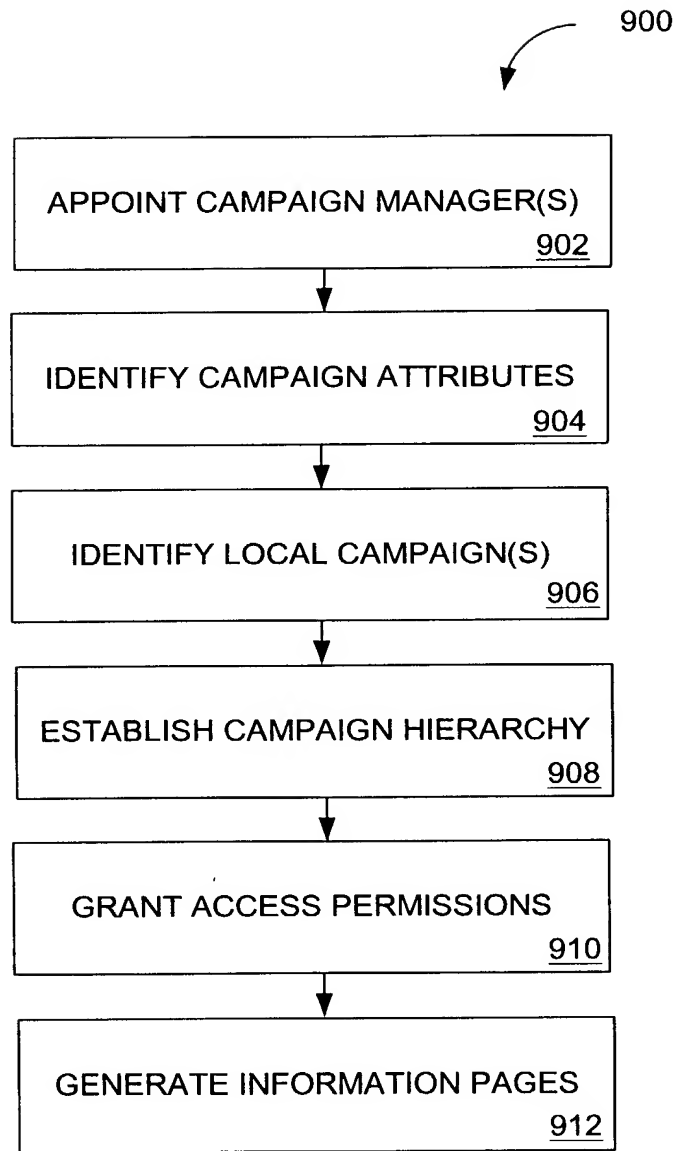 900
APPOINT CAMPAIGN MANAGER(S)
902
IDENTIFY CAMPAIGN ATTRIBUTES
904
IDENTIFY LOCAL CAMPAIGN(S)
906
ESTABLISH CAMPAIGN HIERARCHY
908
GRANT ACCESS PERMISSIONS
910
GENERATE INFORMATION PAGES
912